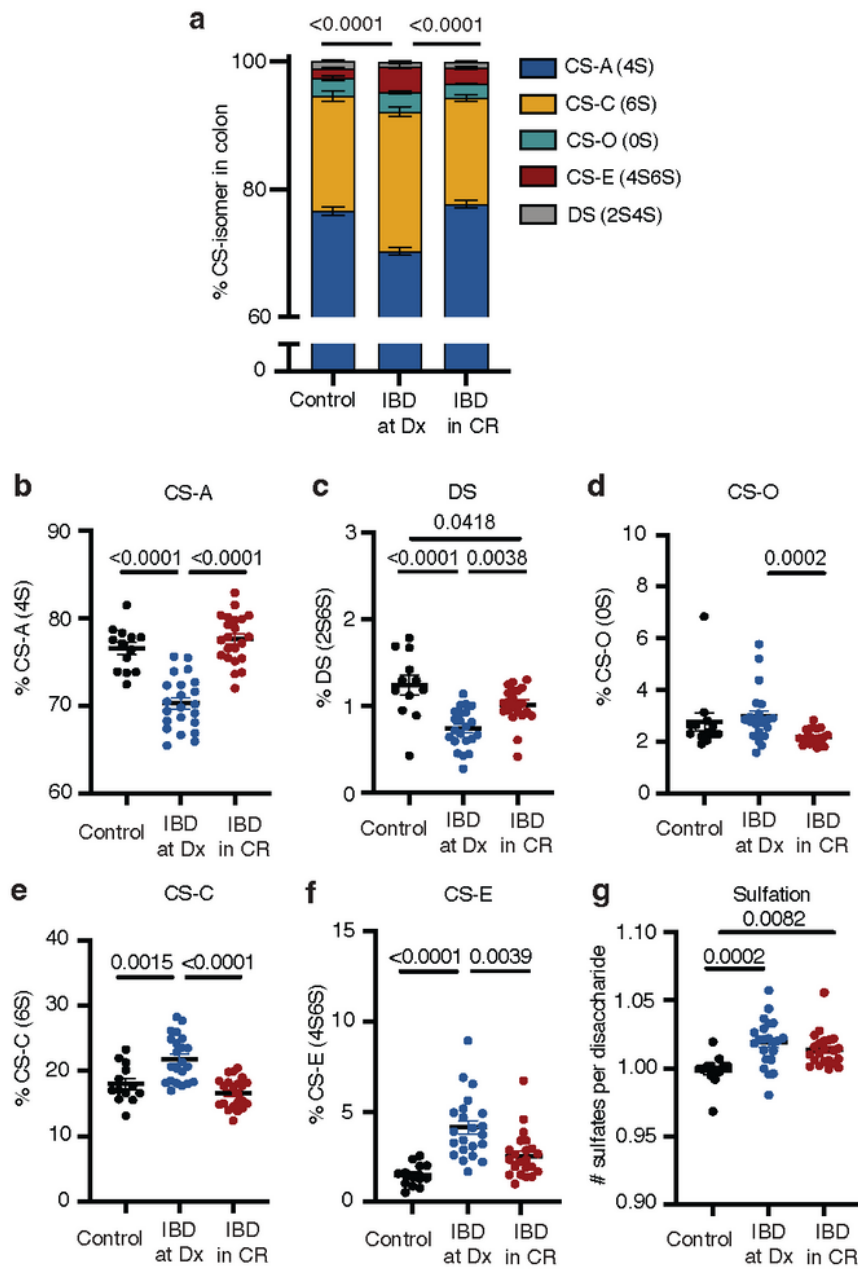 a
<0.0001 <0.0001
% CS-isomer in colon
100
80
60
0
Control
IBD
at Dx
IBD
in CR
CS-A (4S)
CS-C (6S)
CS-O (0S)
CS-E (4S6S)
DS (2S4S)
b
CS-A
% CS-A (4S)
90
80
70
60
<0.0001 <0.0001
Control
IBD
at Dx
IBD
in CR
c
DS
% DS (2S6S)
3
2
1
0
0.0418
<0.0001 0.0038
Control
IBD
at Dx
IBD
in CR
d
CS-O
% CS-O (0S)
10
8
6
4
2
0
0.0002
Control
IBD
at Dx
IBD
in CR
e
CS-C
% CS-C (6S)
40
30
20
10
0
0.0015 <0.0001
Control
IBD
at Dx
IBD
in CR
f
CS-E
% CS-E (4S6S)
15
10
5
0
<0.0001 0.0039
Control
IBD
at Dx
IBD
in CR
g
Sulfation
# sulfates per disaccharide
1.10
1.05
1.00
0.95
0.90
0.0082
0.0002
Control
IBD
at Dx
IBD
in CR